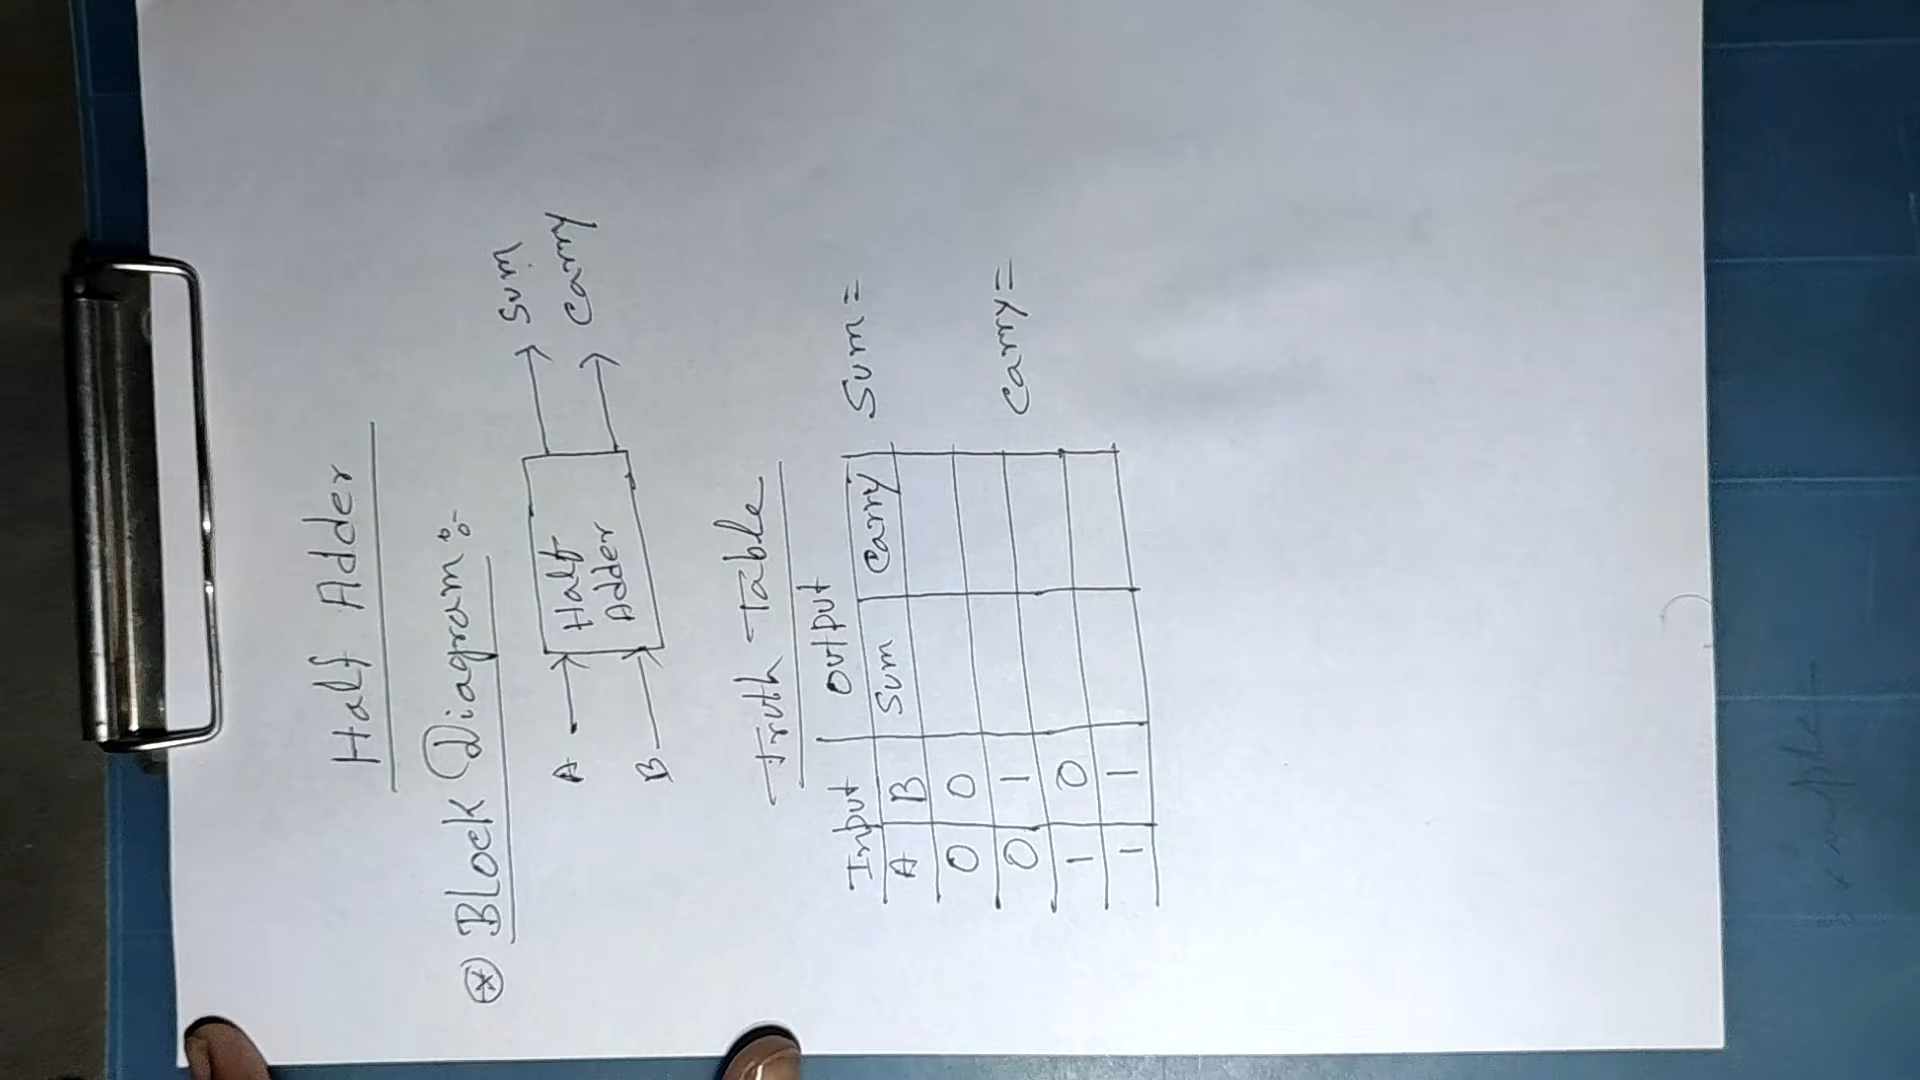 Half Adder
* Block Diagram:-
A Half Adder Sum
B Carry
Truth Table
Input Output
A B Sum Carry
0 0
0 1
1 0
1 1
Sum =
Carry =